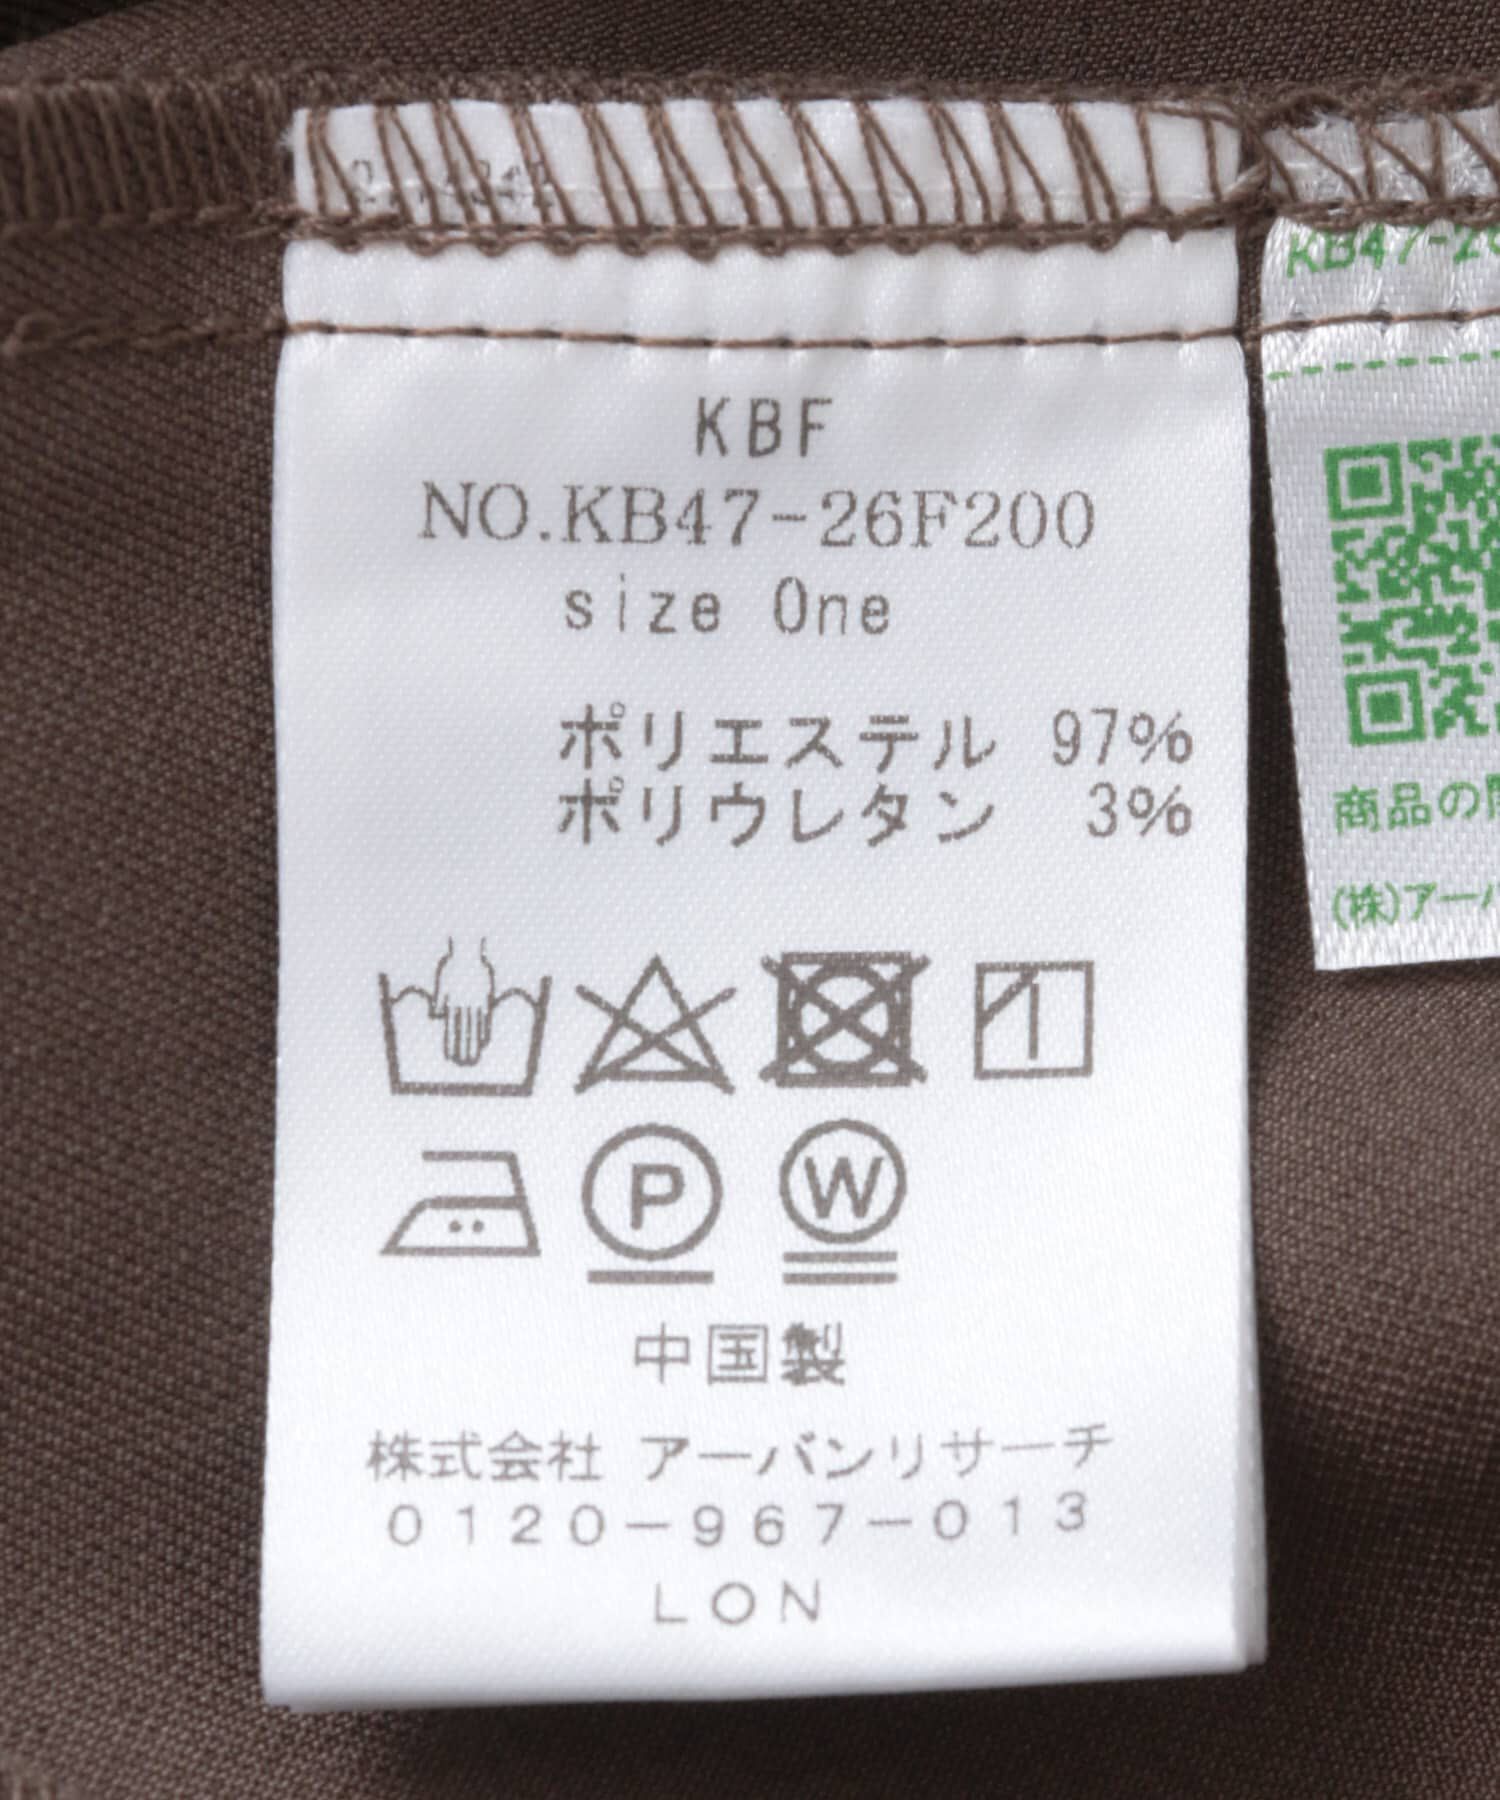 KBF
NO.KB47-26F200
size One
ポリエステル 97%
ポリウレタン 3%
P
W
中国製
株式会社 アーバンリサーチ
0120-967-013
LON
KB47-26
商品の
(株)アー